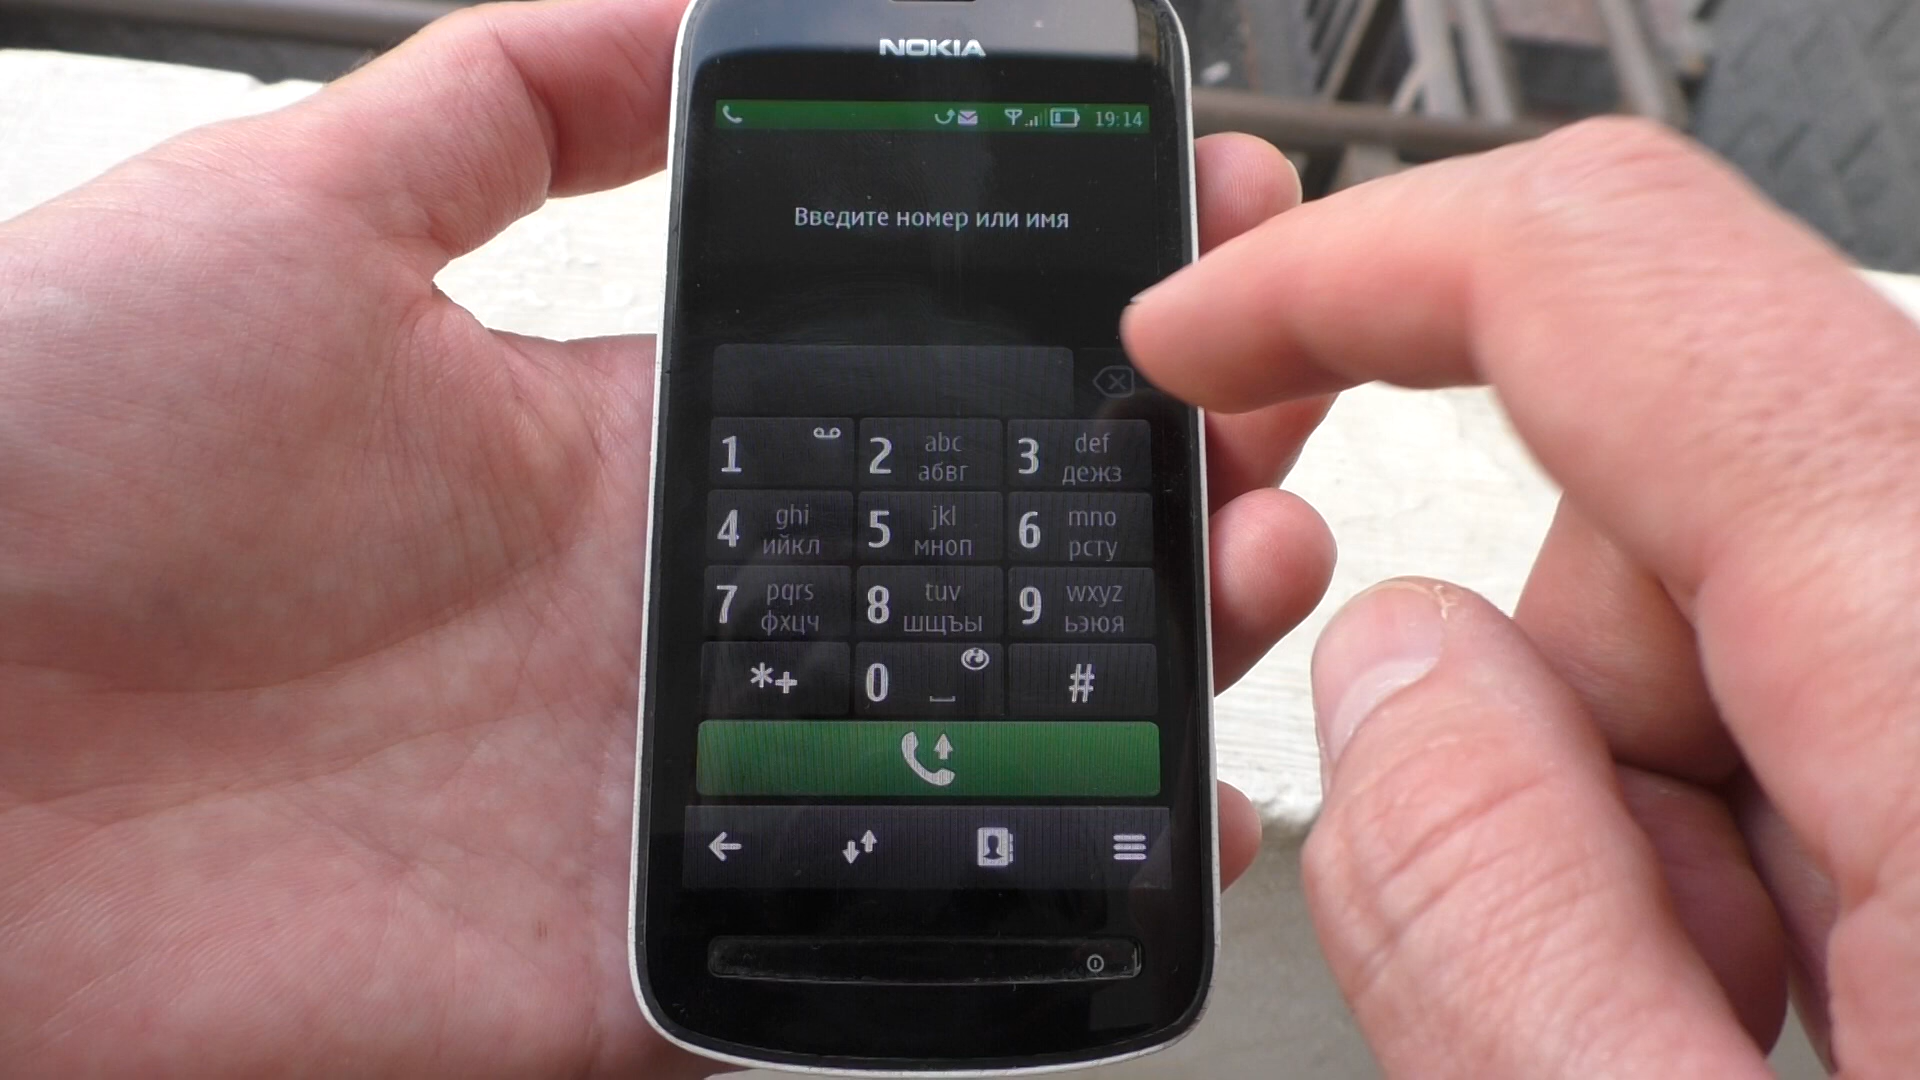 NOKIA
19:14
Введите номер или имя
1
2 abc
абвг
3 def
дежз
4 ghi
ийкл
5 jkl
мноп
6 mno
рсту
7 pqrs
фхцч
8 tuv
шщъы
9 wxyz
ьэюя
*+
0
#